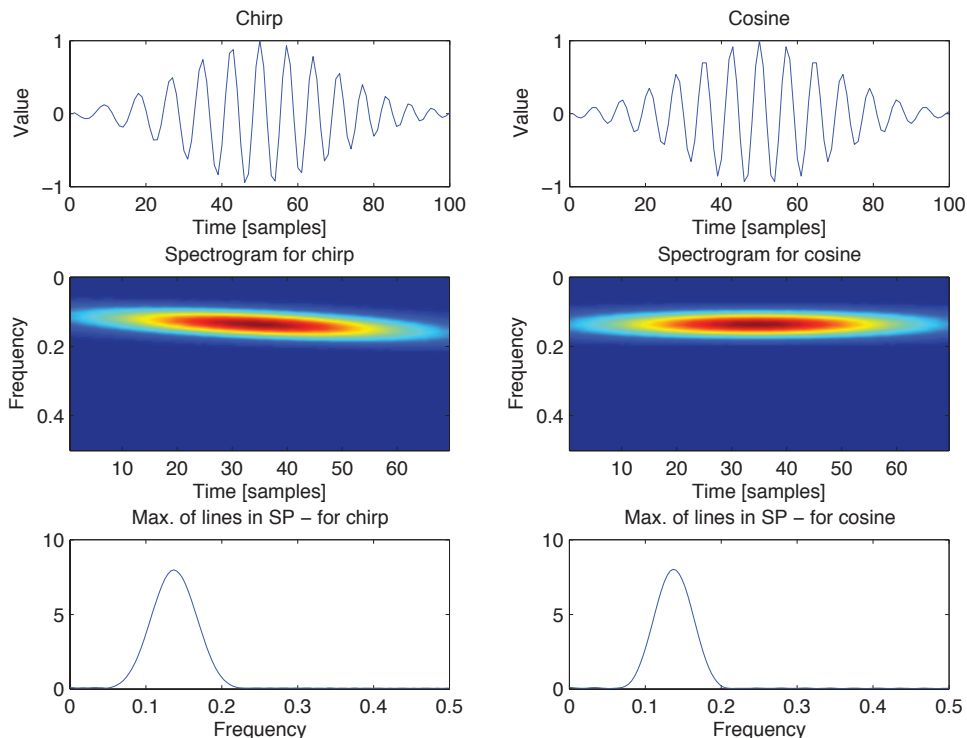 Chirp
Cosine
1
0
−1
Value
0 20 40 60 80 100
Time [samples]
1
0
−1
Value
0 20 40 60 80 100
Time [samples]
Spectrogram for chirp
Spectrogram for cosine
0
0.2
0.4
Frequency
10 20 30 40 50 60
Time [samples]
0
0.2
0.4
Frequency
10 20 30 40 50 60
Time [samples]
Max. of lines in SP − for chirp
Max. of lines in SP − for cosine
10
5
0
0 0.1 0.2 0.3 0.4 0.5
Frequency
10
5
0
0 0.1 0.2 0.3 0.4 0.5
Frequency